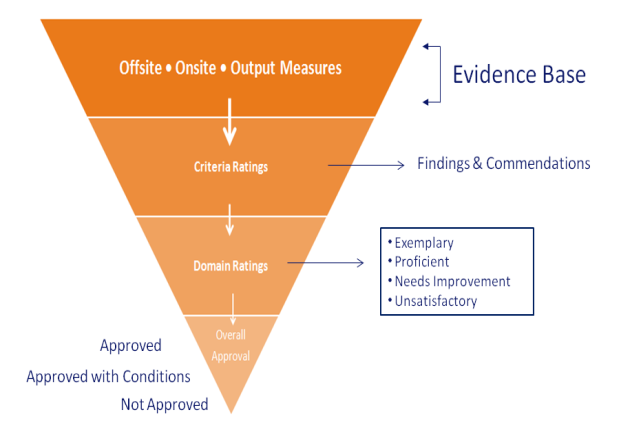 Offsite • Onsite • Output Measures
Evidence Base
Criteria Ratings
Findings & Commendations
Domain Ratings
• Exemplary
• Proficient
• Needs Improvement
• Unsatisfactory
Overall
Approval
Approved
Approved with Conditions
Not Approved